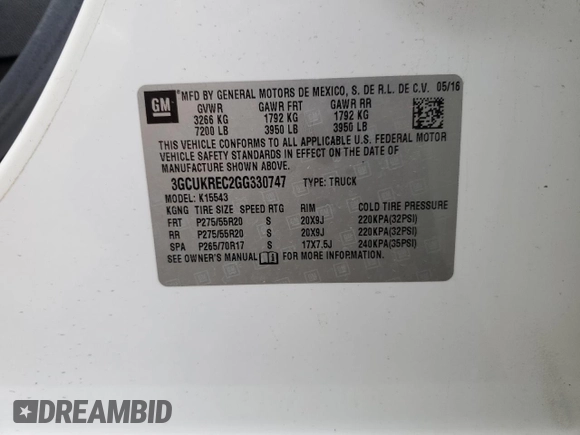 GM
®MFD BY GENERAL MOTORS DE MEXICO, S. DE R.L. DE C.V. 05/16
GVWR GAWR FRT GAWR RR
3266 KG 1792 KG 1792 KG
7200 LB 3950 LB 3950 LB
THIS VEHICLE CONFORMS TO ALL APPLICABLE U.S. FEDERAL MOTOR
VEHICLE SAFETY STANDARDS IN EFFECT ON THE DATE OF
MANUFACTURE SHOWN ABOVE.
3GCUKREC2GG330747 TYPE: TRUCK
MODEL: K15543
KGNG TIRE SIZE SPEED RTG RIM COLD TIRE PRESSURE
FRT P275/55R20 S 20X9J 220KPA(32PSI)
RR P275/55R20 S 20X9J 220KPA(32PSI)
SPA P265/70R17 S 17X7.5J 240KPA(35PSI)
SEE OWNER'S MANUAL FOR MORE INFORMATION.
DREAMBID